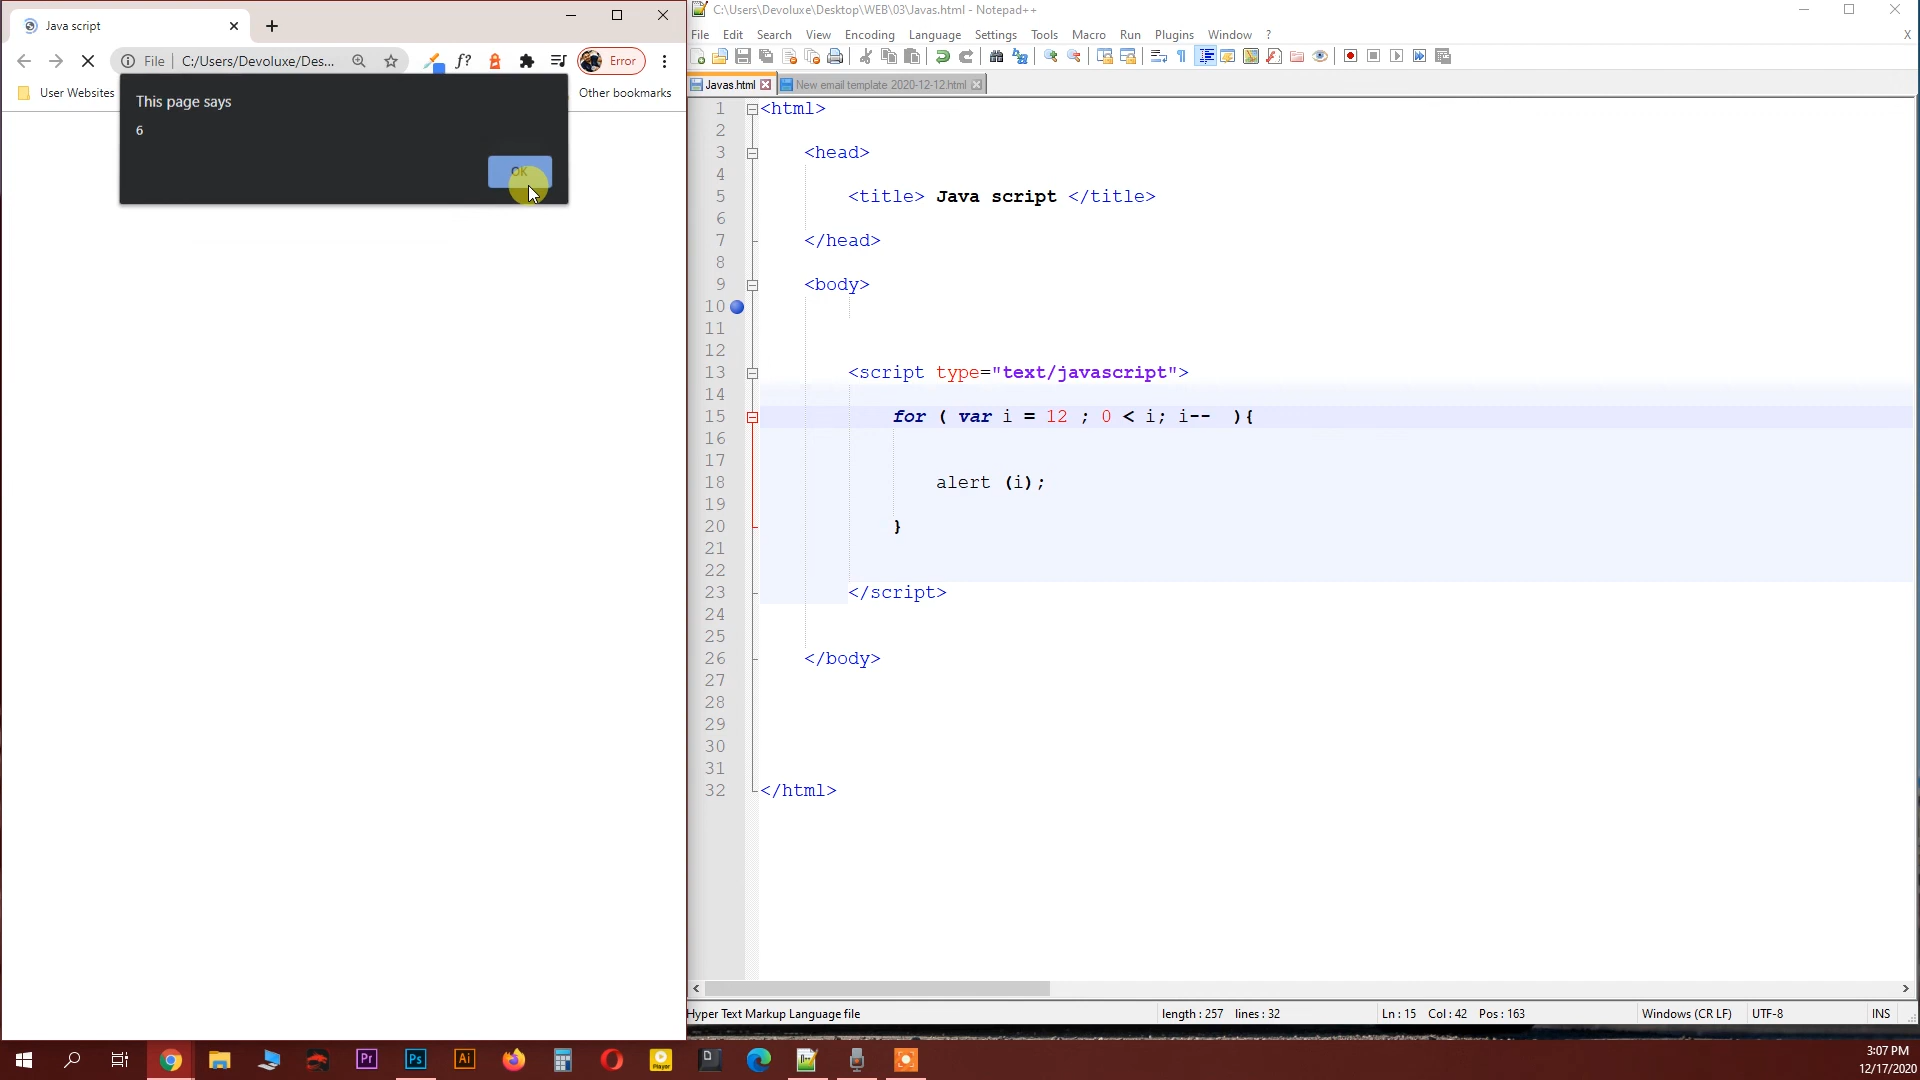 Java script
File
C:/Users/Devoluxe/Des...
Error
User Websites
Other bookmarks
This page says
6
OK
C:\Users\Devoluxe\Desktop\WEB\03\Javas.html - Notepad++
File Edit Search View Encoding Language Settings Tools Macro Run Plugins Window ?
X
Javas.html
New email template 2020-12-12.html
1 <html>
2
3 <head>
4
5 <title> Java script </title>
6
7 </head>
8
9 <body>
10
11
12
13 <script type="text/javascript">
14
15 for ( var i = 12 ; 0 < i; i-- ){
16
17
18 alert (i);
19
20 }
21
22
23 </script>
24
25
26 </body>
27
28
29
30
31
32 </html>
Hyper Text Markup Language file
length : 257 lines : 32
Ln : 15 Col : 42 Pos : 163
Windows (CR LF)
UTF-8
INS
Pr
Ps
Ai
Player
D
3:07 PM
12/17/2020